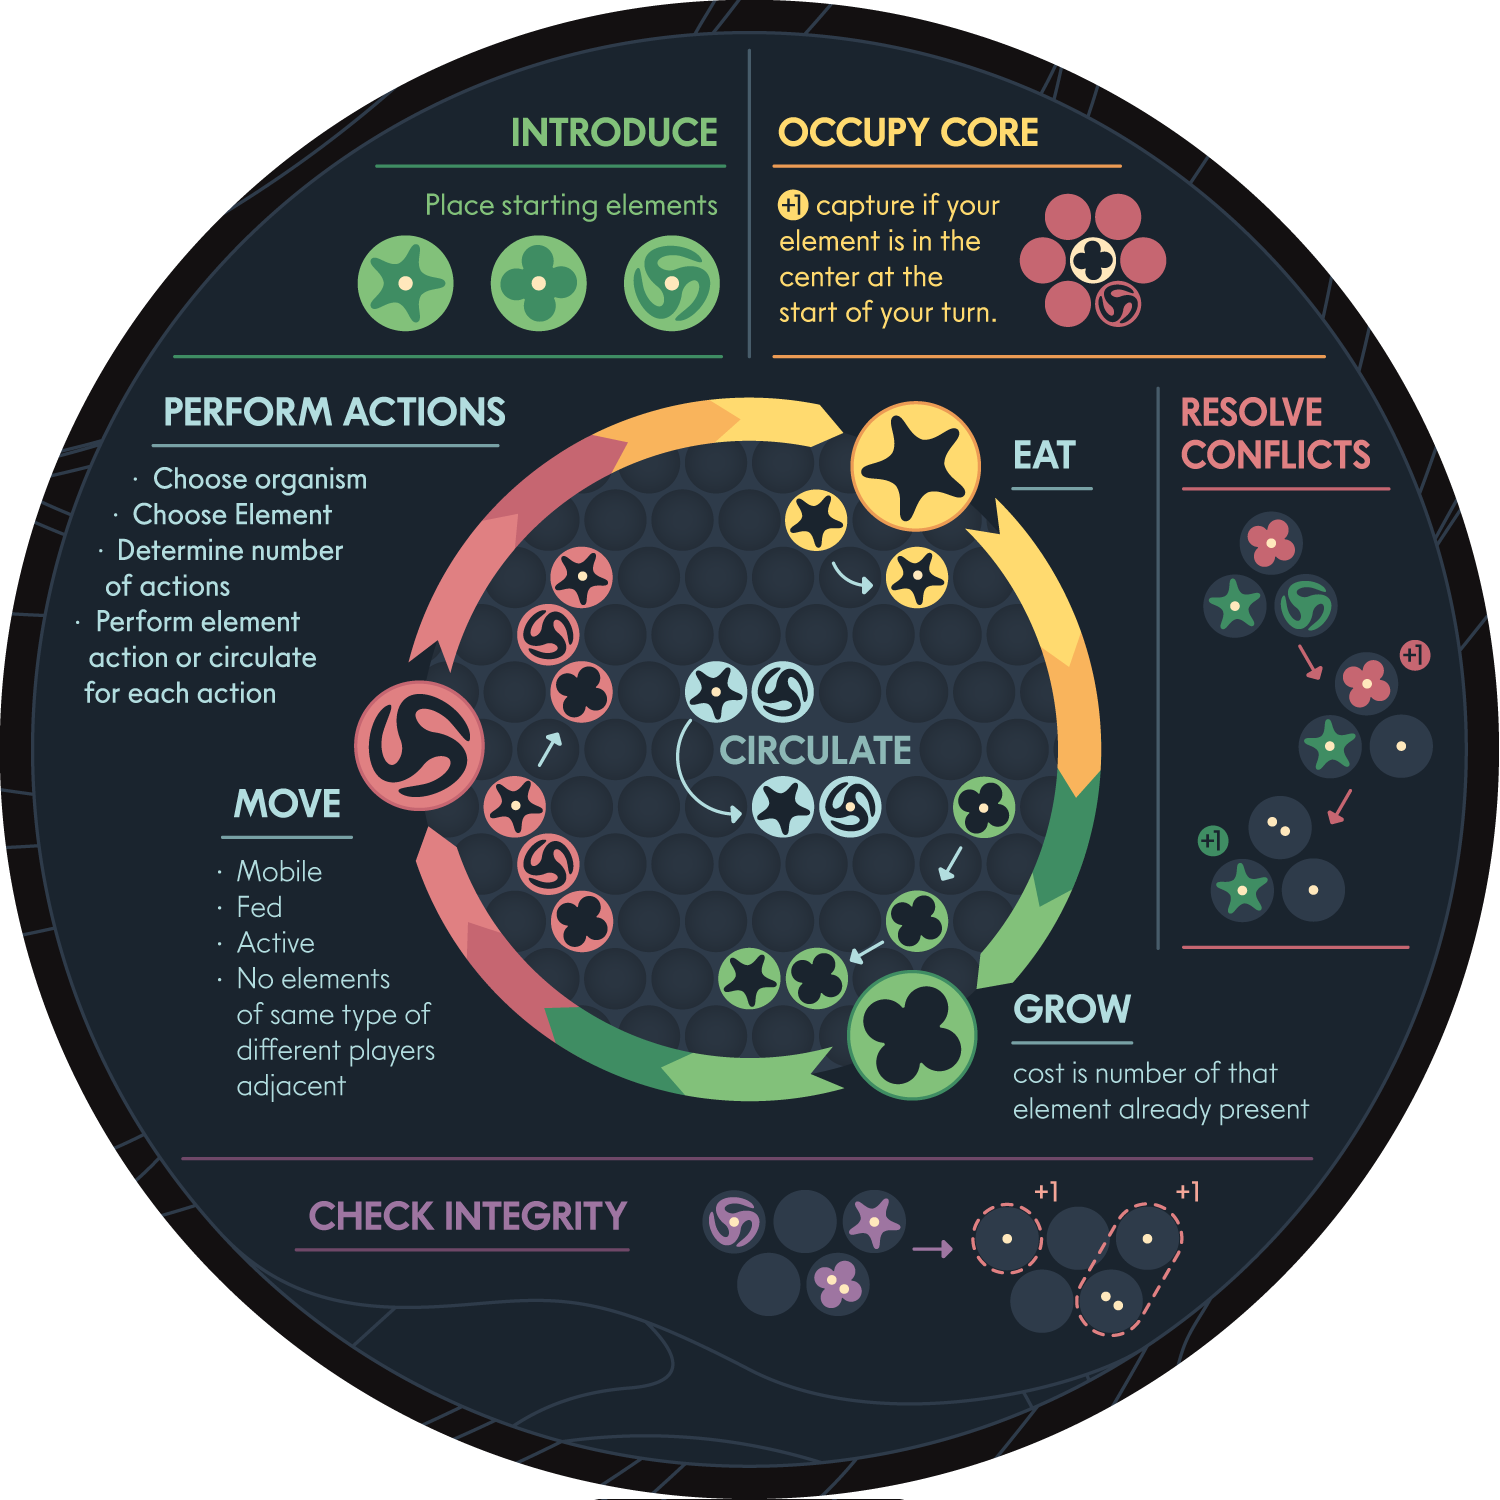 INTRODUCE
Place starting elements
OCCUPY CORE
+1 capture if your
element is in the
center at the
start of your turn.
PERFORM ACTIONS
· Choose organism
· Choose Element
· Determine number
of actions
· Perform element
action or circulate
for each action
EAT
RESOLVE
CONFLICTS
+1
+1
CIRCULATE
MOVE
· Mobile
· Fed
· Active
· No elements
of same type of
different players
adjacent
GROW
cost is number of that
element already present
CHECK INTEGRITY
+1
+1